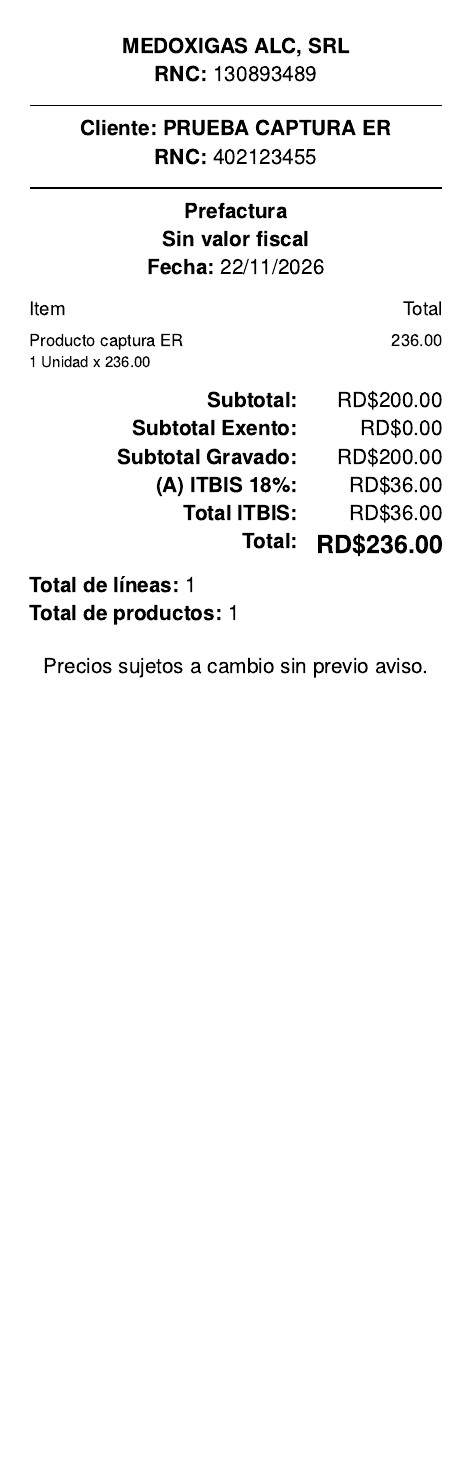 MEDOXIGAS ALC, SRL
RNC: 130893489
Cliente: PRUEBA CAPTURA ER
RNC: 402123455
Prefactura
Sin valor fiscal
Fecha: 22/11/2026
Item Total
Producto captura ER 236.00
1 Unidad x 236.00
Subtotal: RD$200.00
Subtotal Exento: RD$0.00
Subtotal Gravado: RD$200.00
(A) ITBIS 18%: RD$36.00
Total ITBIS: RD$36.00
Total: RD$236.00
Total de líneas: 1
Total de productos: 1
Precios sujetos a cambio sin previo aviso.